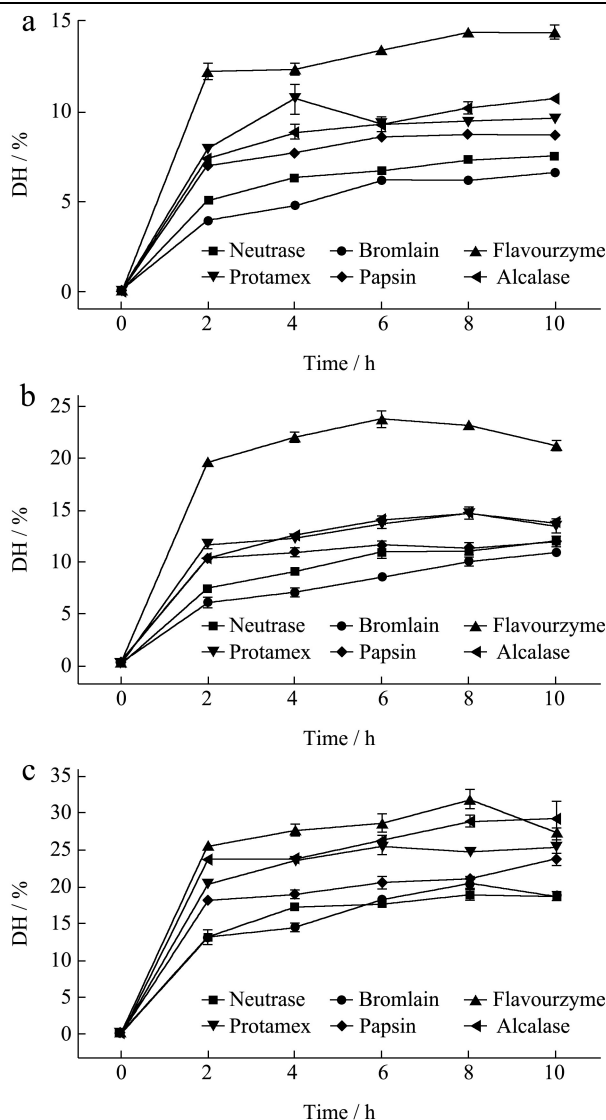 a
15
10
5
0
DH / %
Neutrase Bromlain Flavourzyme
Protamex Papsin Alcalase
0 2 4 6 8 10
Time / h
b
25
20
15
10
5
0
DH / %
Neutrase Bromlain Flavourzyme
Protamex Papsin Alcalase
0 2 4 6 8 10
Time / h
c
35
30
25
20
15
10
5
0
DH / %
Neutrase Bromlain Flavourzyme
Protamex Papsin Alcalase
0 2 4 6 8 10
Time / h